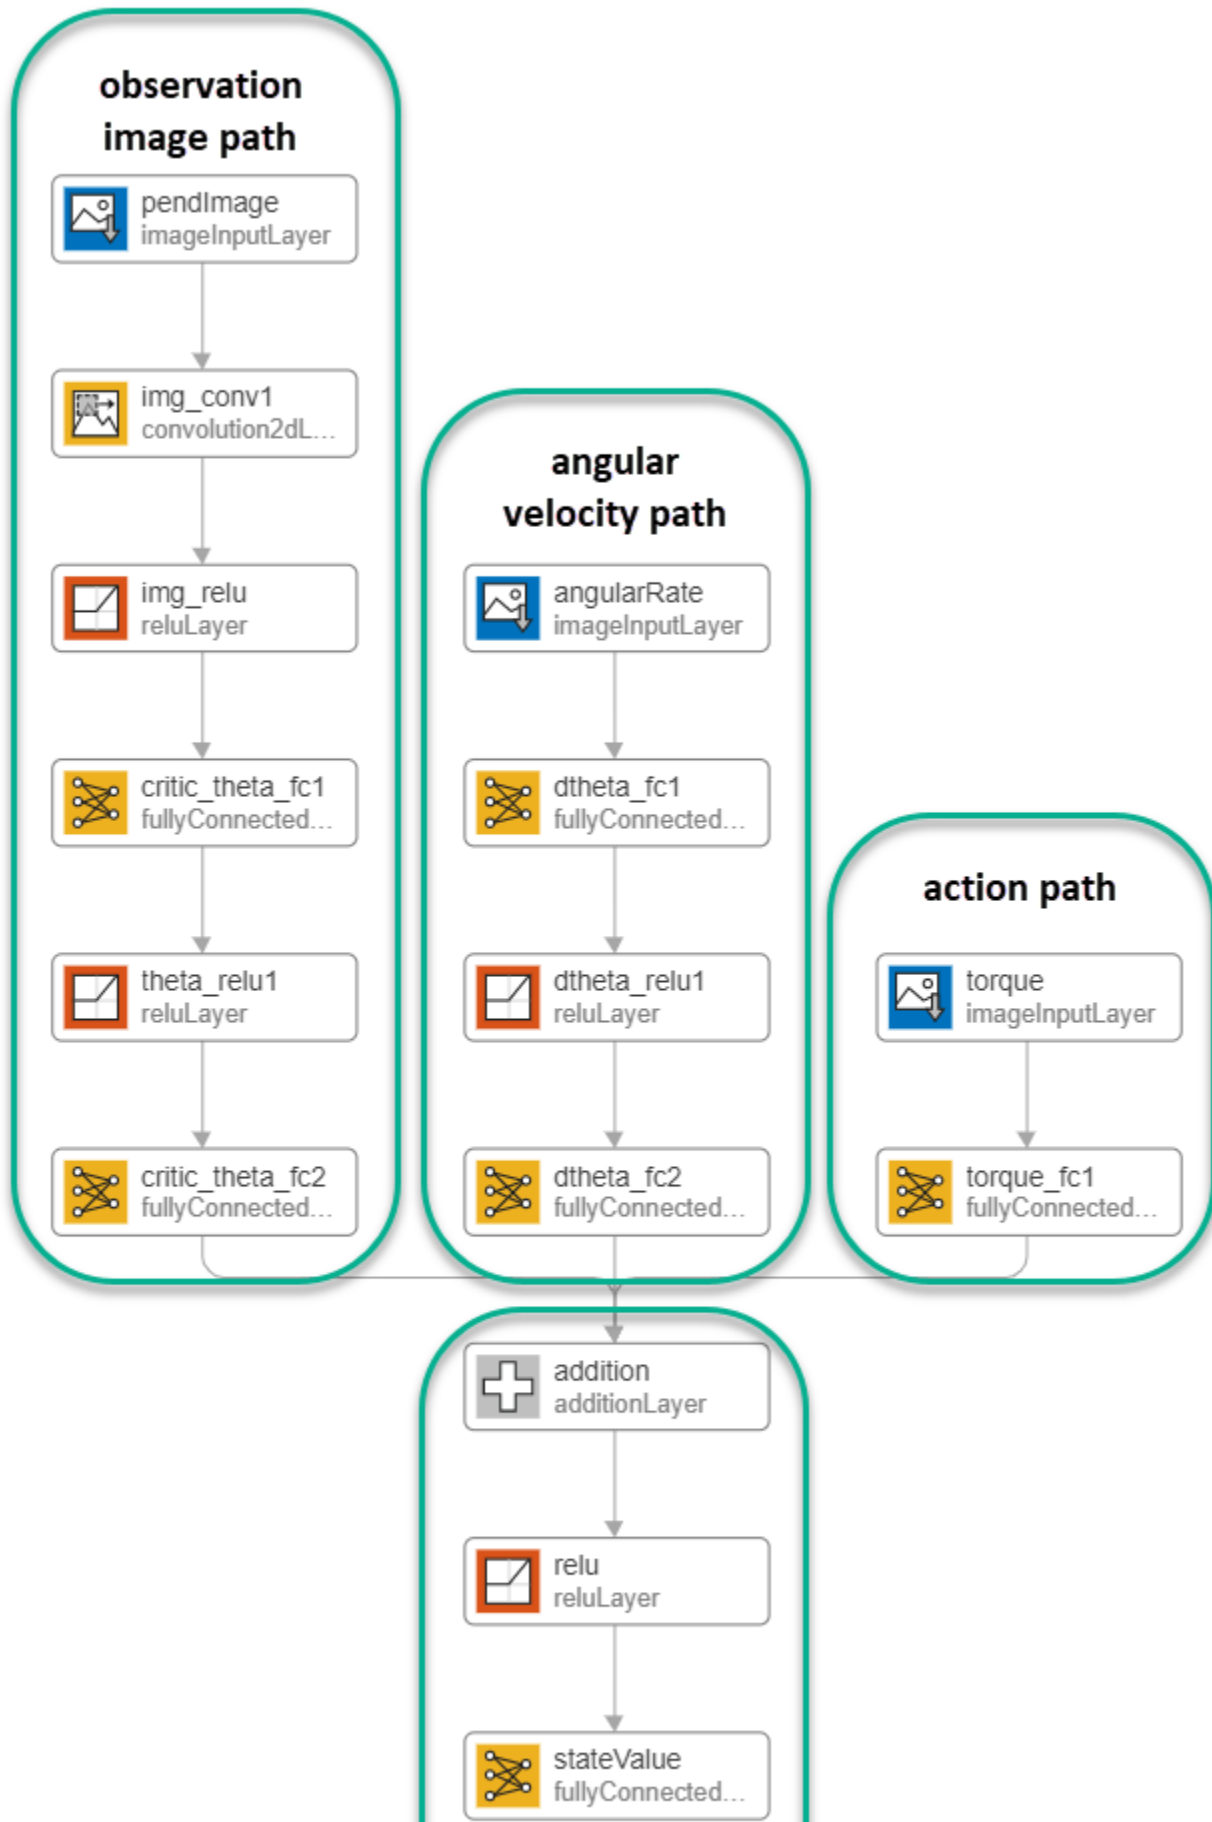 observation
image path
pendImage
imageInputLayer
img_conv1
convolution2dL...
img_relu
reluLayer
critic_theta_fc1
fullyConnected...
theta_relu1
reluLayer
critic_theta_fc2
fullyConnected...
angular
velocity path
angularRate
imageInputLayer
dtheta_fc1
fullyConnected...
dtheta_relu1
reluLayer
dtheta_fc2
fullyConnected...
action path
torque
imageInputLayer
torque_fc1
fullyConnected...
addition
additionLayer
relu
reluLayer
stateValue
fullyConnected...